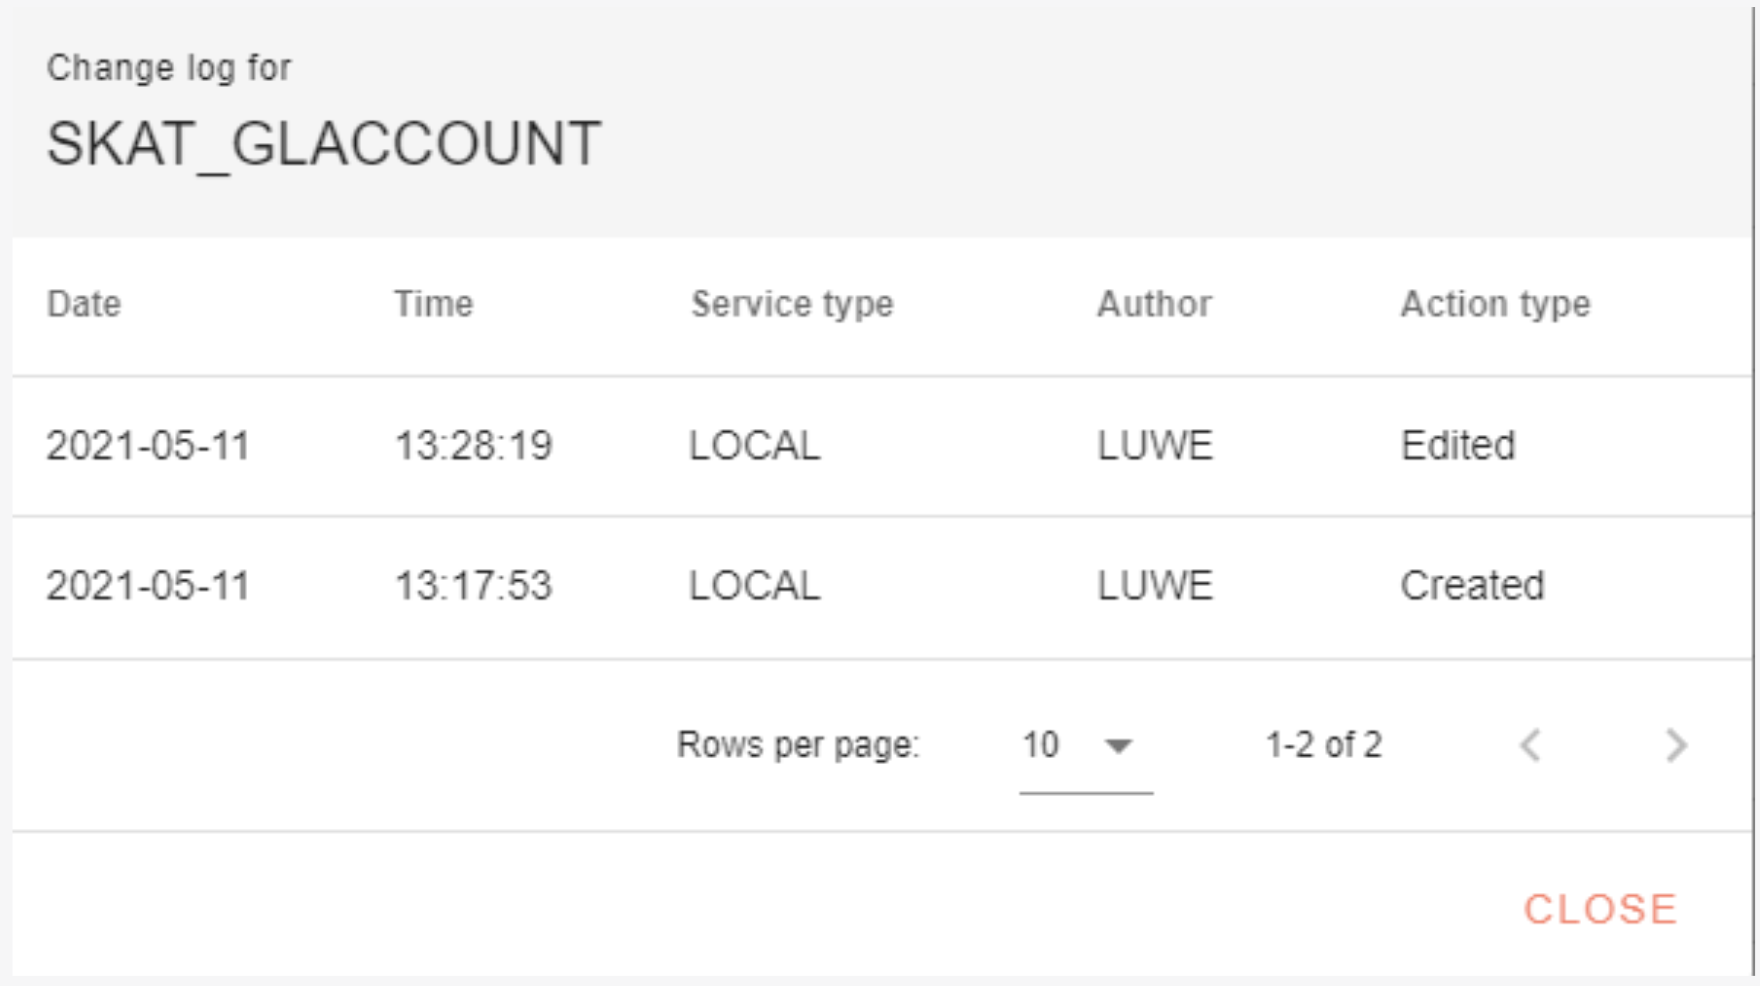 Change log for
SKAT_GLACCOUNT
Date Time Service type Author Action type
2021-05-11 13:28:19 LOCAL LUWE Edited
2021-05-11 13:17:53 LOCAL LUWE Created
Rows per page: 10 1-2 of 2
CLOSE